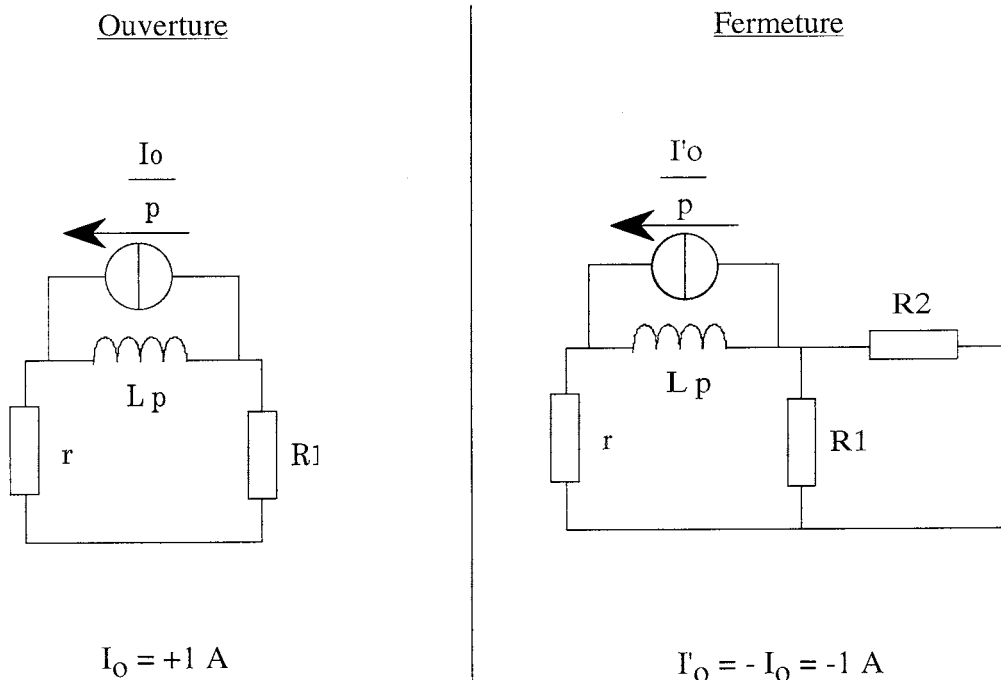 Ouverture
Io
p
L p
r
R1
Io = +1 A
Fermeture
I'o
p
R2
L p
r
R1
I'o = - Io = -1 A